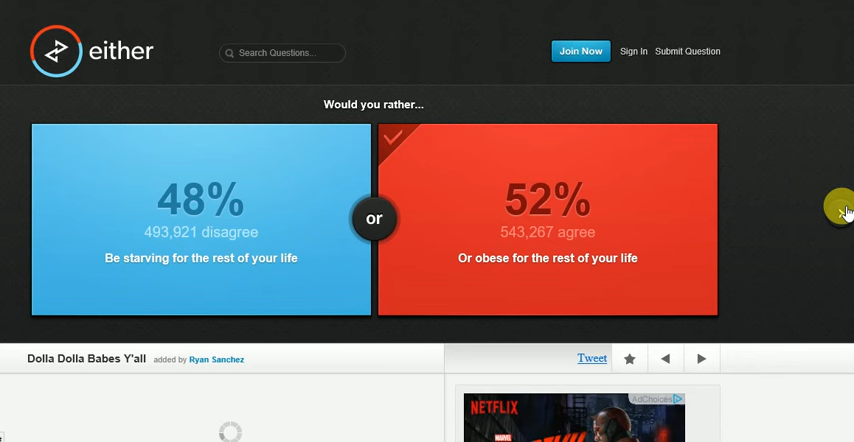 either
Search Questions...
Join Now
Sign In
Submit Question
Would you rather...
48%
493,921 disagree
Be starving for the rest of your life
or
52%
543,267 agree
Or obese for the rest of your life
Dolla Dolla Babes Y'all added by Ryan Sanchez
Tweet
AdChoices
NETFLIX
MARVEL